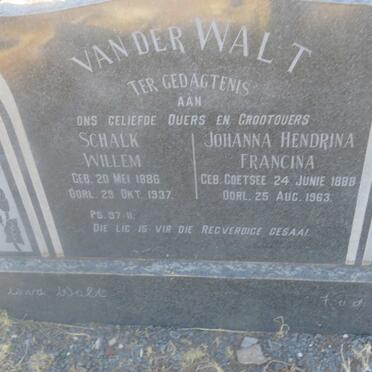 VAN DER WALT
TER GEDAGTENIS
AAN
ONS GELIEFDE OUERS EN GROOTOUERS
SCHALK
WILLEM
GEB. 20 MEI 1886
OORL. 29 OKT. 1937.
JOHANNA HENDRINA
FRANCINA
GEB. COETSEE 24 JUNIE 1888
OORL. 25 AUG. 1963.
PS. 97-11.
DIE LIG IS VIR DIE REGVERDIGE GESAAI.
Walt